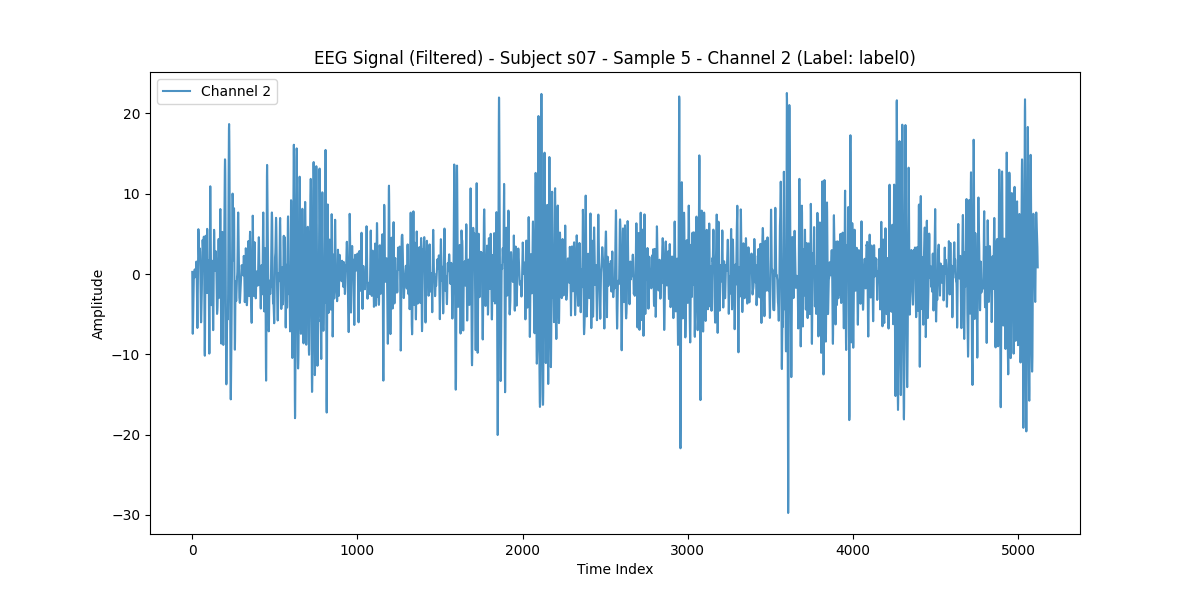 EEG Signal (Filtered) - Subject s07 - Sample 5 - Channel 2 (Label: label0)
Channel 2
20
10
0
−10
−20
−30
Amplitude
0 1000 2000 3000 4000 5000
Time Index